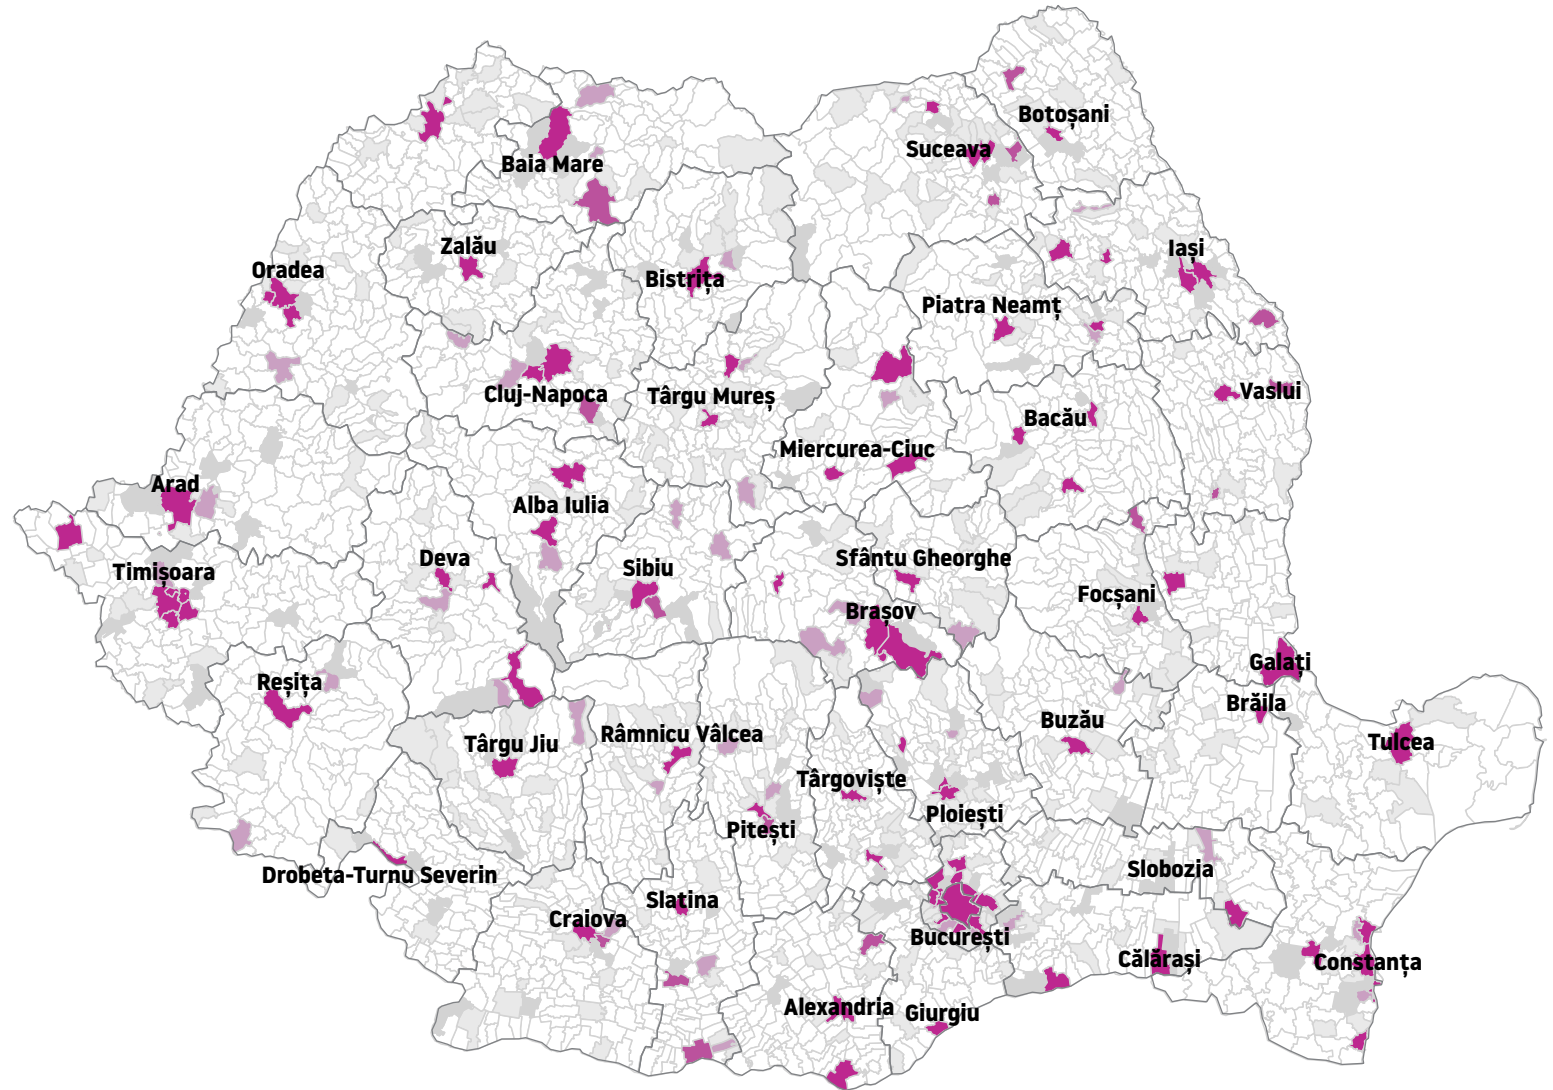 Botoșani
Suceava
Baia Mare
Zalău
Iași
Oradea
Bistrița
Piatra Neamț
Cluj-Napoca
Târgu Mureș
Vaslui
Bacău
Miercurea-Ciuc
Arad
Alba Iulia
Deva
Sfântu Gheorghe
Timișoara
Sibiu
Focșani
Brașov
Galați
Reșița
Brăila
Buzău
Râmnicu Vâlcea
Târgu Jiu
Tulcea
Târgoviște
Ploiești
Pitești
Slobozia
Drobeta-Turnu Severin
Slatina
Craiova
București
Călărași
Constanța
Alexandria
Giurgiu